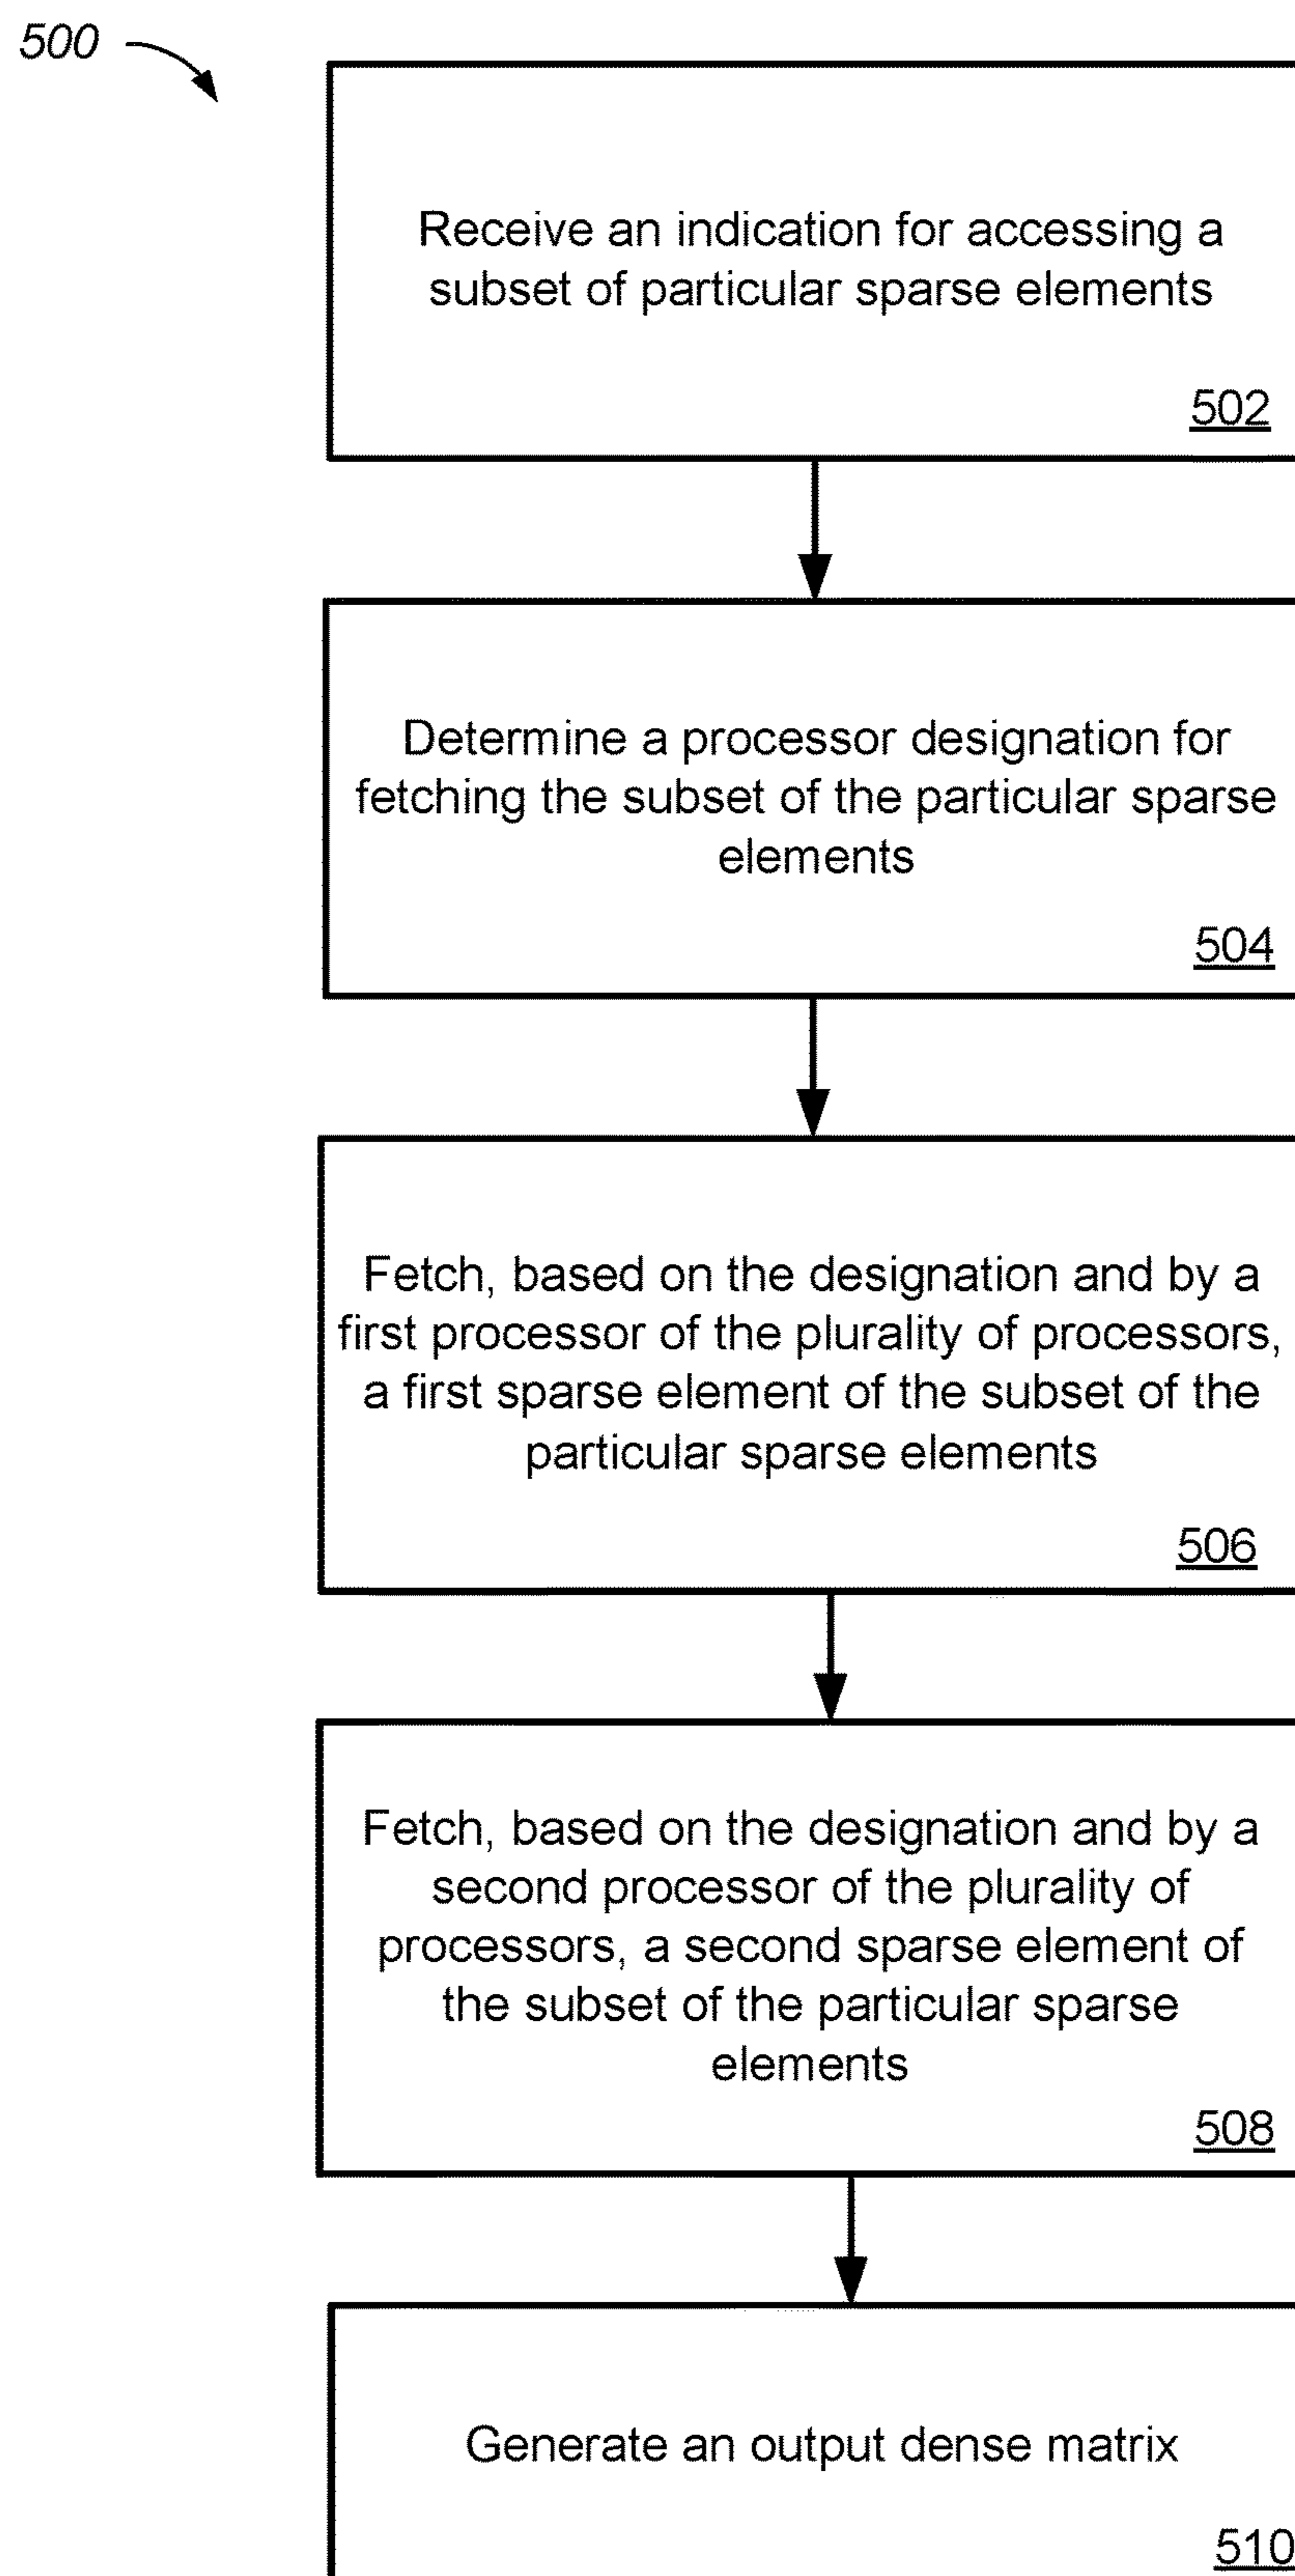 500
Receive an indication for accessing a
subset of particular sparse elements
502
Determine a processor designation for
fetching the subset of the particular sparse
elements
504
Fetch, based on the designation and by a
first processor of the plurality of processors,
a first sparse element of the subset of the
particular sparse elements
506
Fetch, based on the designation and by a
second processor of the plurality of
processors, a second sparse element of
the subset of the particular sparse
elements
508
Generate an output dense matrix
510